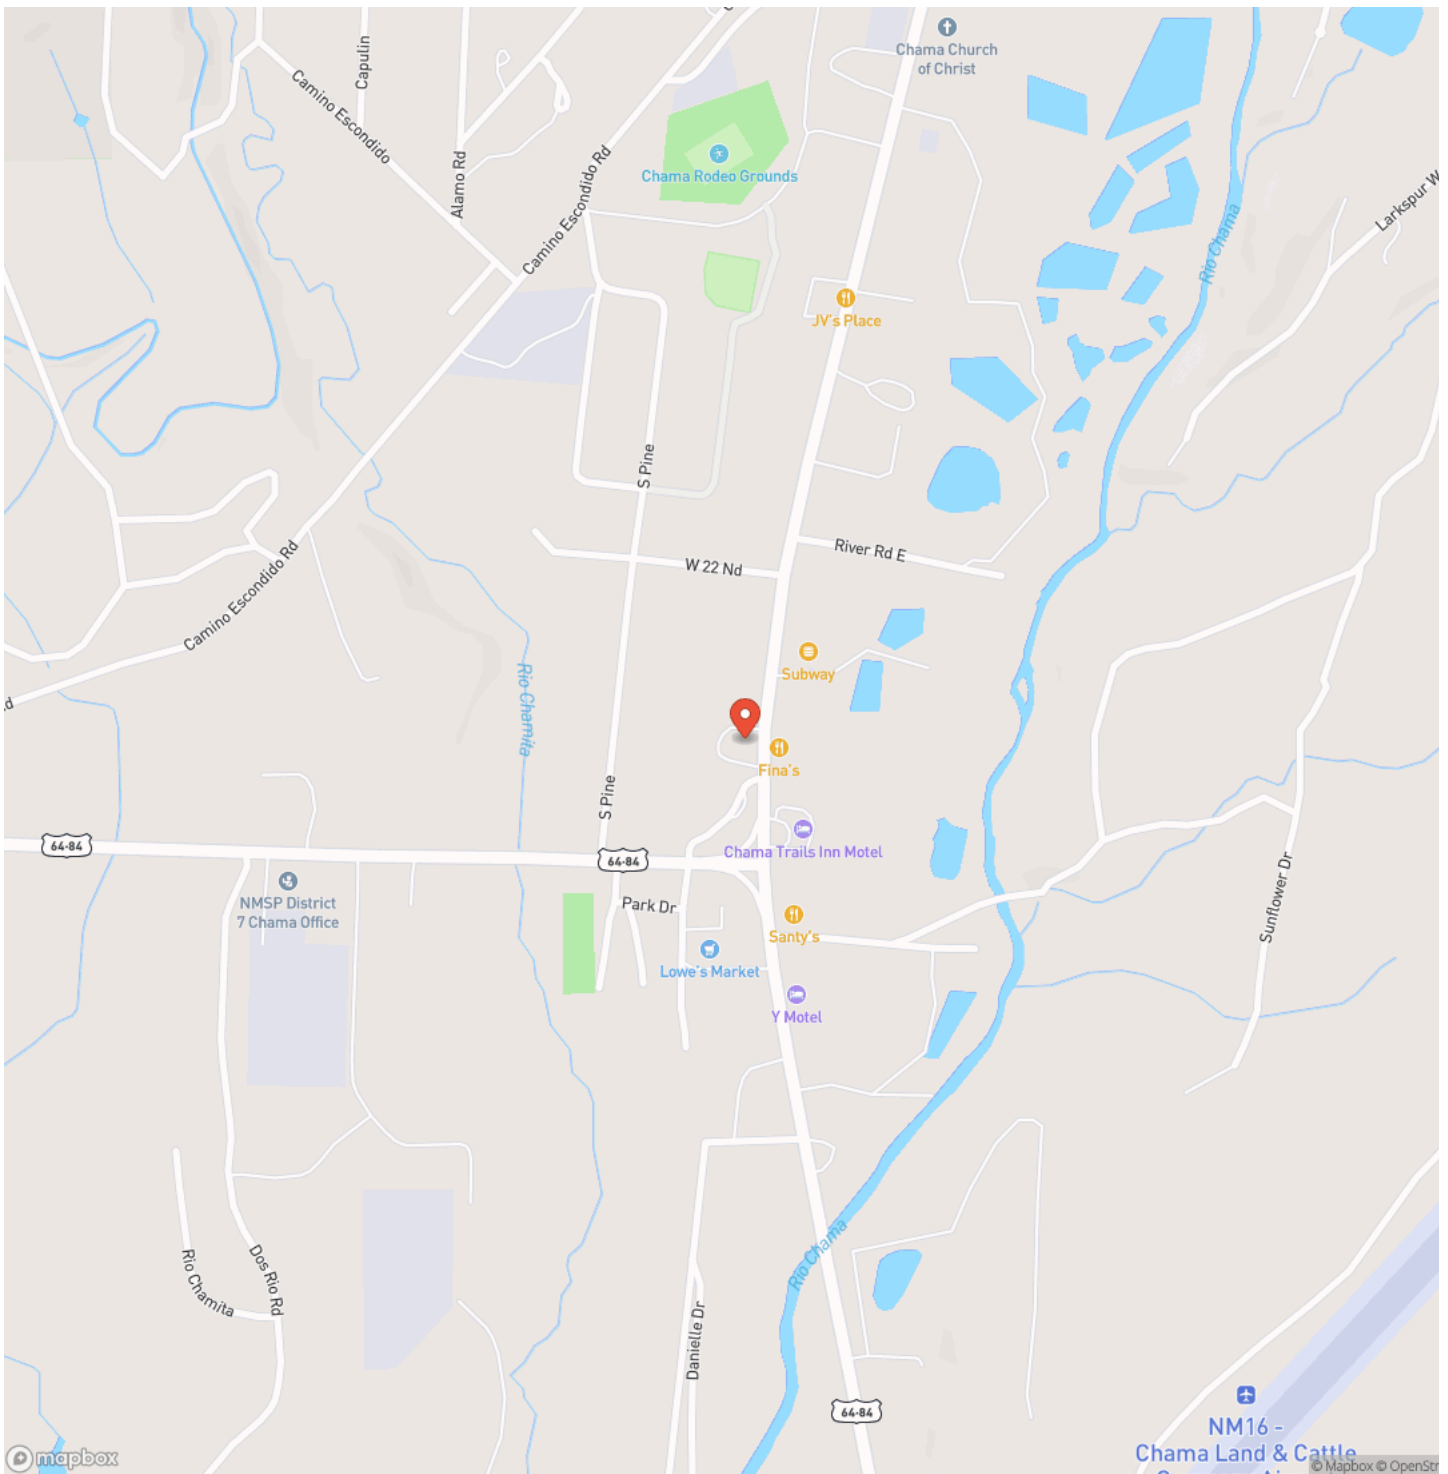 Chama Church
of Christ
Capulin
Camino Escondido
Alamo Rd
Camino Escondido Rd
Chama Rodeo Grounds
Larkspur W
Rio Chama
JV's Place
S Pine
River Rd E
W 22 Nd
Camino Escondido Rd
Rio Chamita
Subway
d
Fina's
S Pine
64-84
64-84
Chama Trails Inn Motel
NMSP District
7 Chama Office
Park Dr
Santy's
Sunflower Dr
Lowe's Market
Y Motel
Rio Chama
Rio Chamita
Dos Rio Rd
Danielle Dr
64-84
NM16 -
Chama Land & Cattle
mapbox
© Mapbox © OpenStr